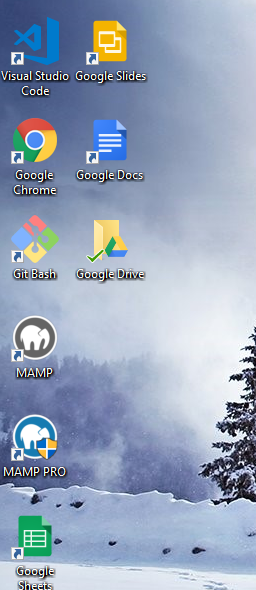 Visual Studio
Code
Google Slides
Google
Chrome
Google Docs
Git Bash
Google Drive
MAMP
MAMP PRO
Google
Sheets